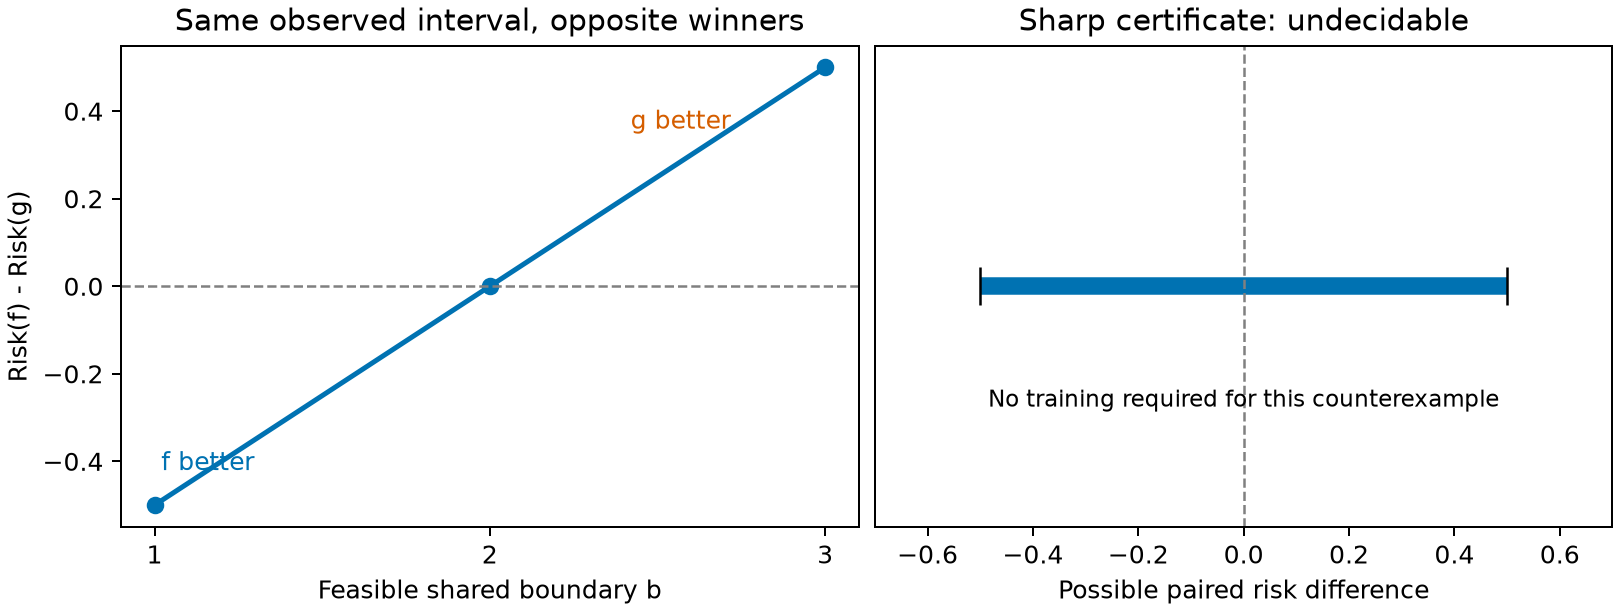 Same observed interval, opposite winners
Risk(f) - Risk(g)
0.4
0.2
0.0
−0.2
−0.4
g better
f better
1 2 3
Feasible shared boundary b
Sharp certificate: undecidable
No training required for this counterexample
−0.6 −0.4 −0.2 0.0 0.2 0.4 0.6
Possible paired risk difference